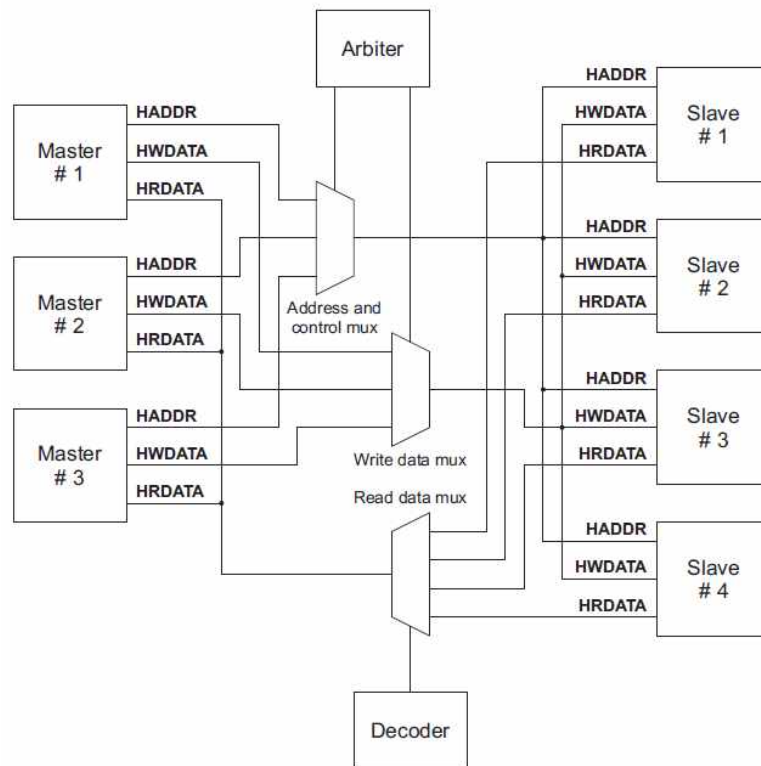 Arbiter
Master
# 1
HADDR
HWDATA
HRDATA
Master
# 2
HADDR
HWDATA
HRDATA
Master
# 3
HADDR
HWDATA
HRDATA
Address and
control mux
Write data mux
Read data mux
HADDR
HWDATA
HRDATA
Slave
# 1
HADDR
HWDATA
HRDATA
Slave
# 2
HADDR
HWDATA
HRDATA
Slave
# 3
HADDR
HWDATA
HRDATA
Slave
# 4
Decoder